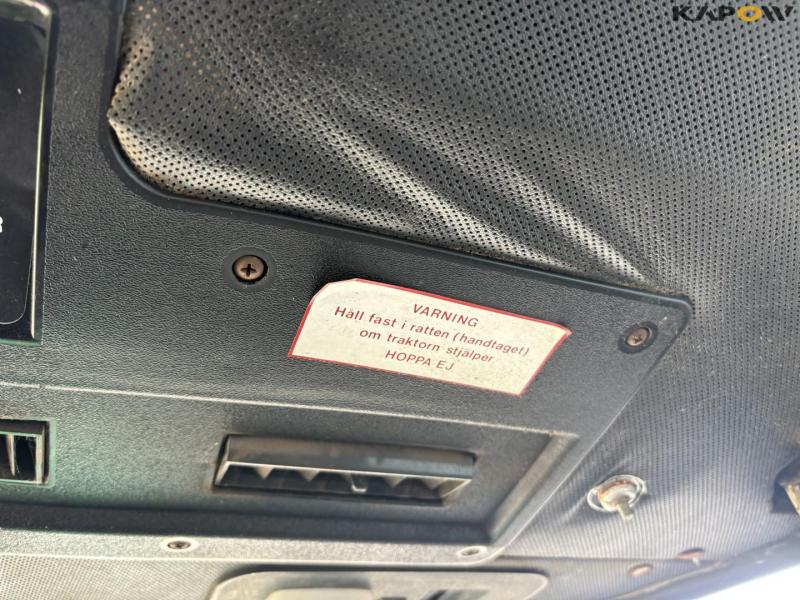 KAPOW
R
VARNING
Håll fast i ratten (handtaget)
om traktorn stjälper
HOPPA EJ